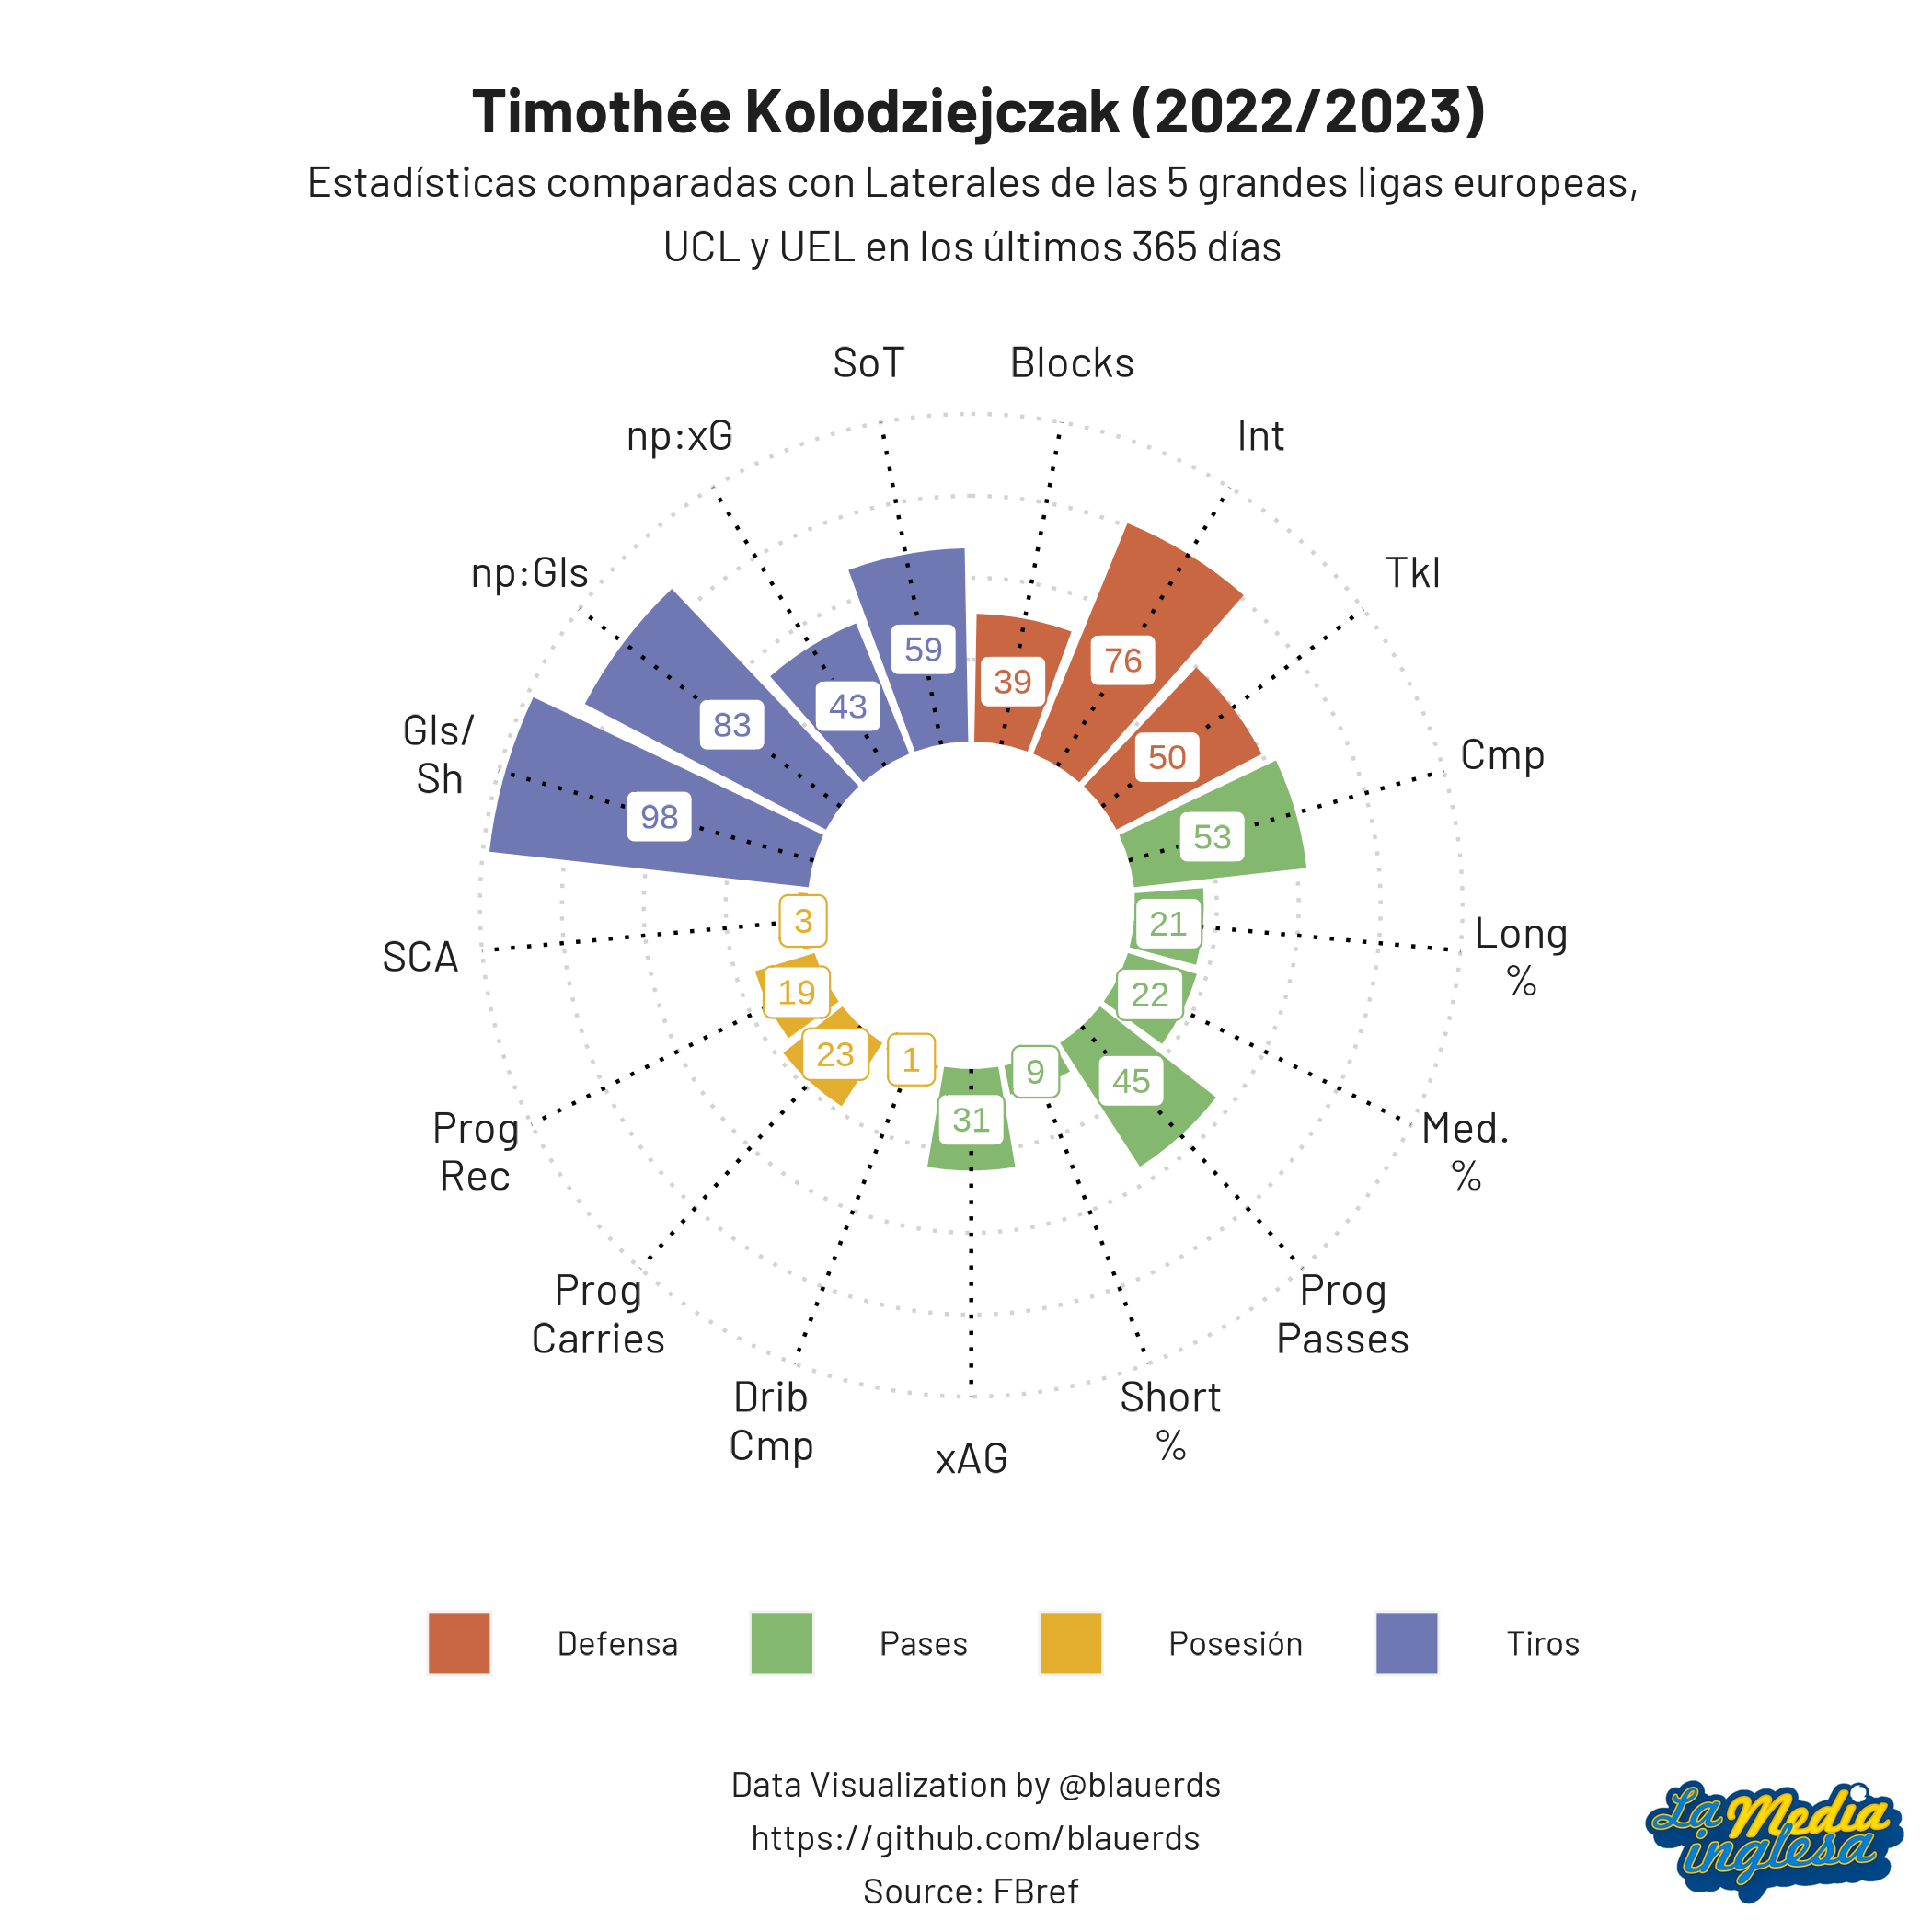 Timothée Kolodziejczak (2022/2023)
Estadísticas comparadas con Laterales de las 5 grandes ligas europeas,
UCL y UEL en los últimos 365 días
SoT
Blocks
np:xG
Int
np:Gls
Tkl
Gls/
Sh
Cmp
SCA
Long
%
Prog
Rec
Med.
%
Prog
Carries
Prog
Passes
Drib
Cmp
xAG
Short
%
59
39
76
43
83
50
98
53
3
21
19
22
23
1
9
45
31
Defensa
Pases
Posesión
Tiros
Data Visualization by @blauerds
https://github.com/blauerds
Source: FBref
La Media
inglesa